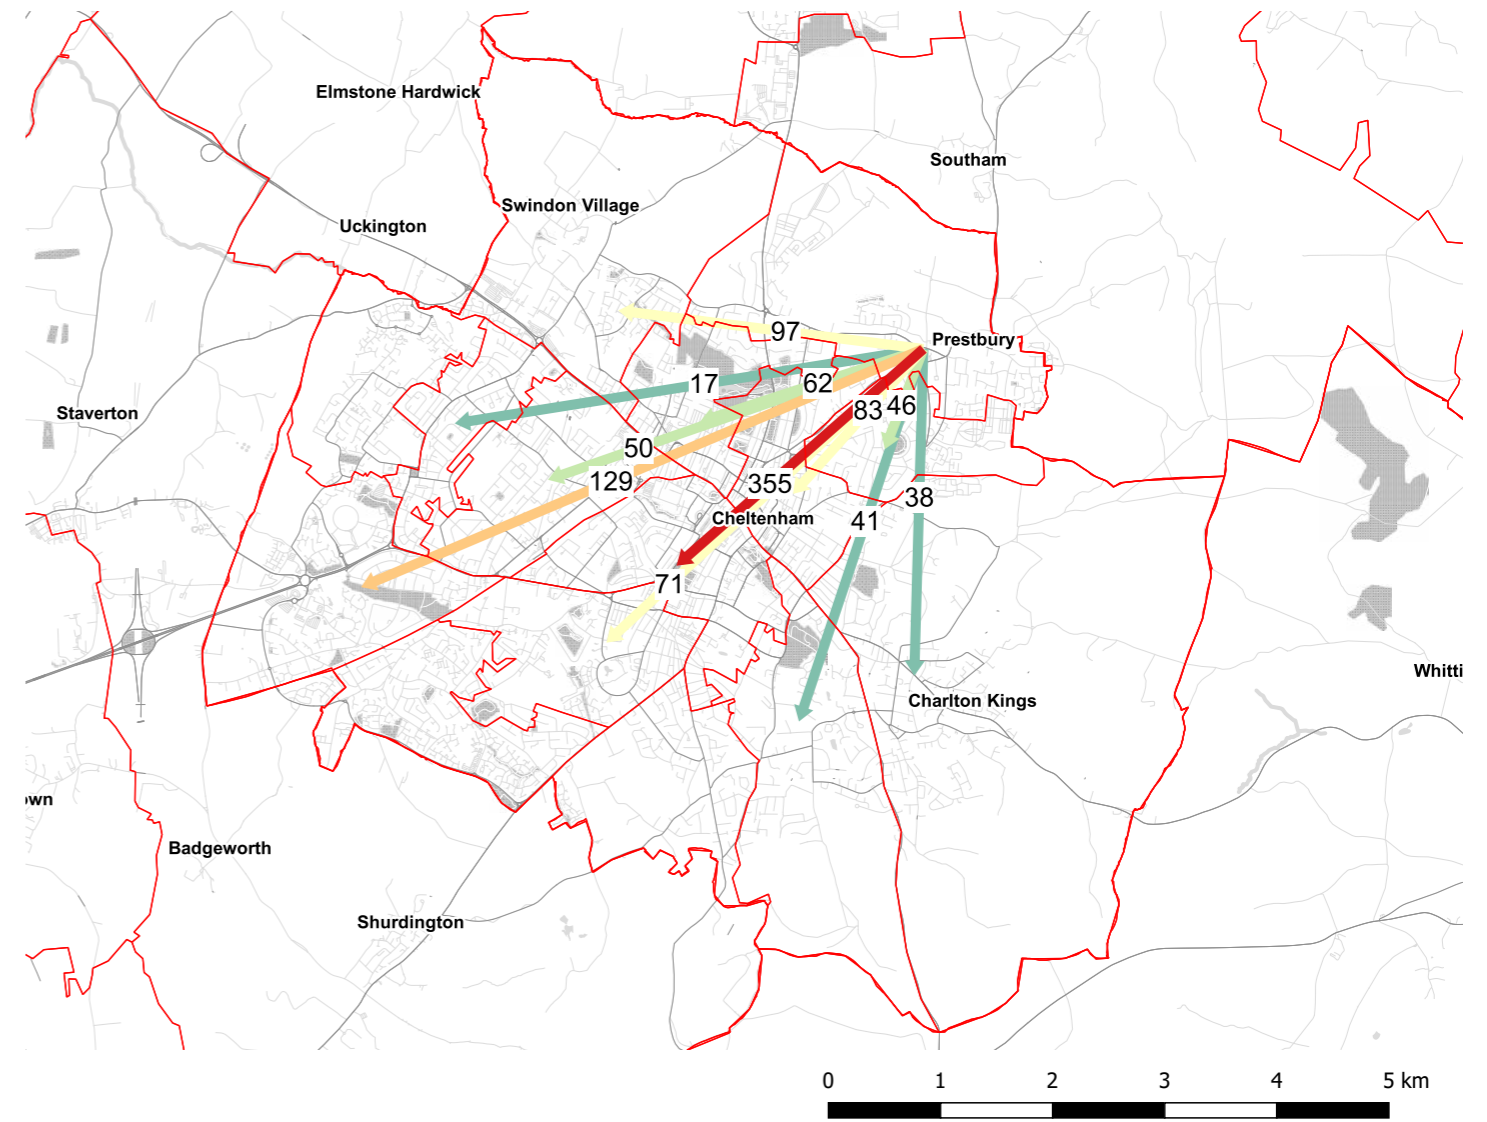 Elmstone Hardwick
Southam
Swindon Village
Uckington
97
Prestbury
17
62
83
46
Staverton
50
129
355
38
Cheltenham
41
71
Whitti
Charlton Kings
own
Badgeworth
Shurdington
0 1 2 3 4 5 km